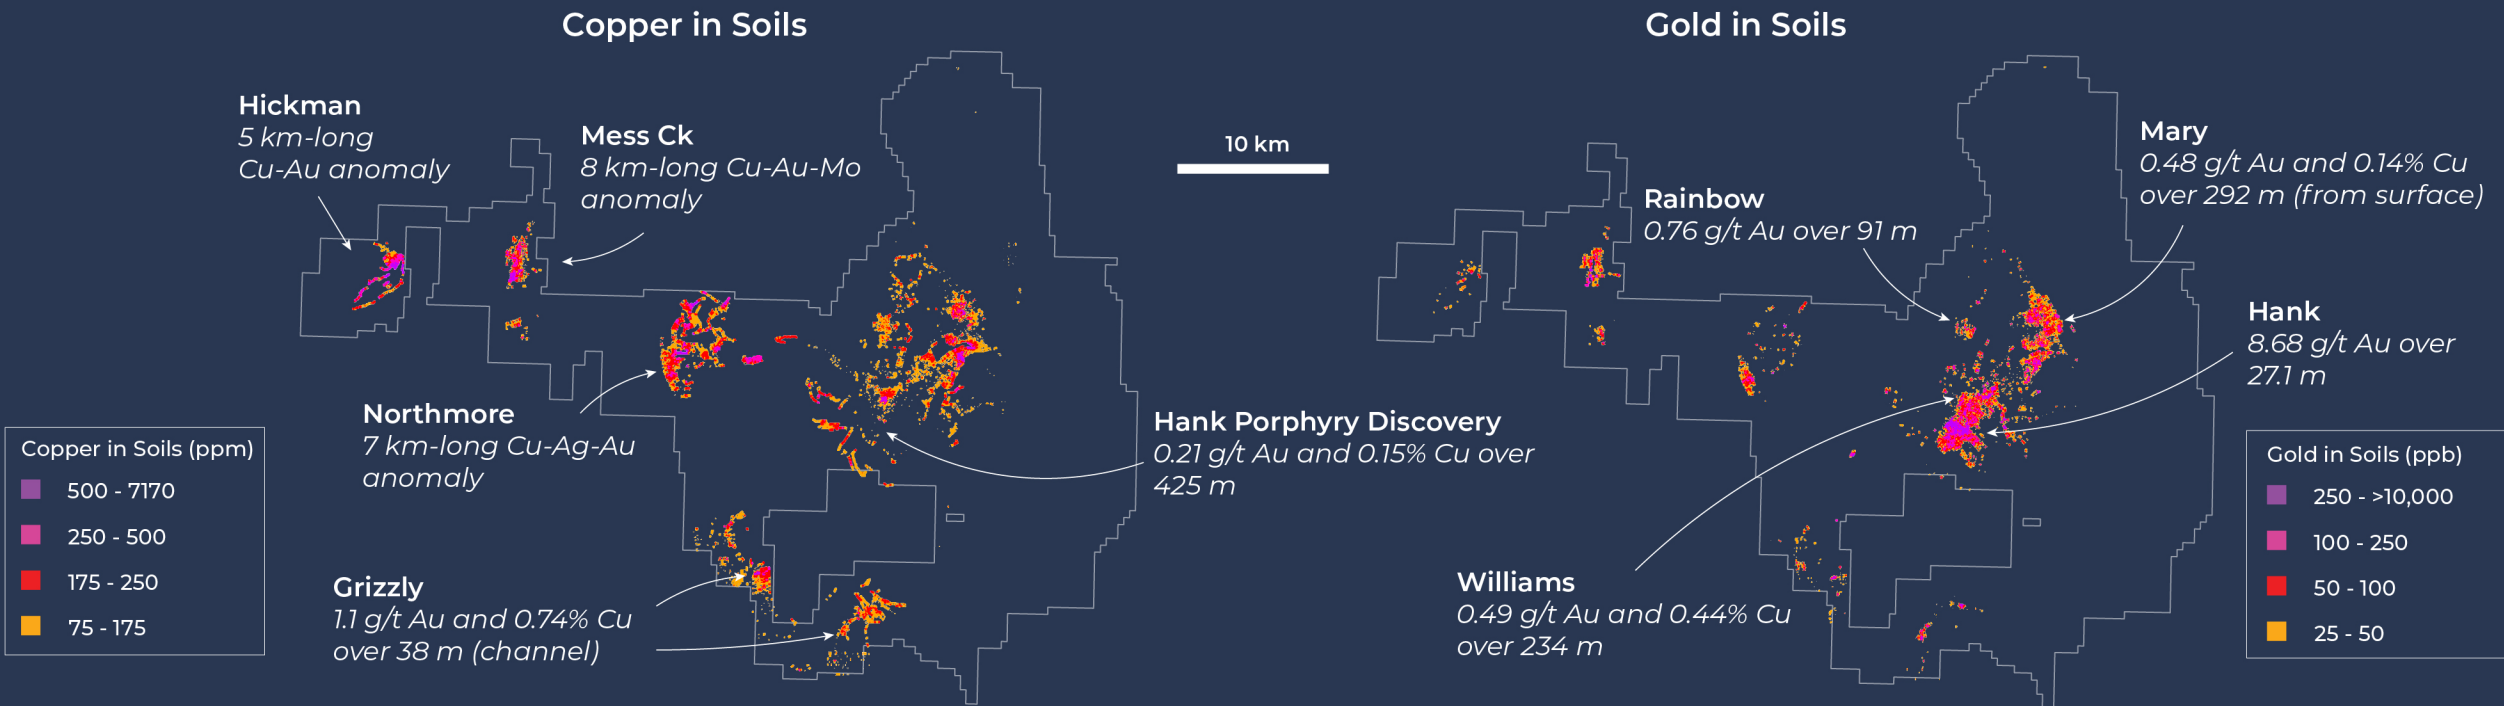 Copper in Soils
Hickman
5 km-long
Cu-Au anomaly
Mess Ck
8 km-long Cu-Au-Mo
anomaly
Northmore
7 km-long Cu-Ag-Au
anomaly
Hank Porphyry Discovery
0.21 g/t Au and 0.15% Cu over
425 m
Grizzly
1.1 g/t Au and 0.74% Cu
over 38 m (channel)
Copper in Soils (ppm)
500 - 7170
250 - 500
175 - 250
75 - 175
10 km
Gold in Soils
Mary
0.48 g/t Au and 0.14% Cu
over 292 m (from surface)
Rainbow
0.76 g/t Au over 91 m
Hank
8.68 g/t Au over
27.1 m
Williams
0.49 g/t Au and 0.44% Cu
over 234 m
Gold in Soils (ppb)
250 - >10,000
100 - 250
50 - 100
25 - 50